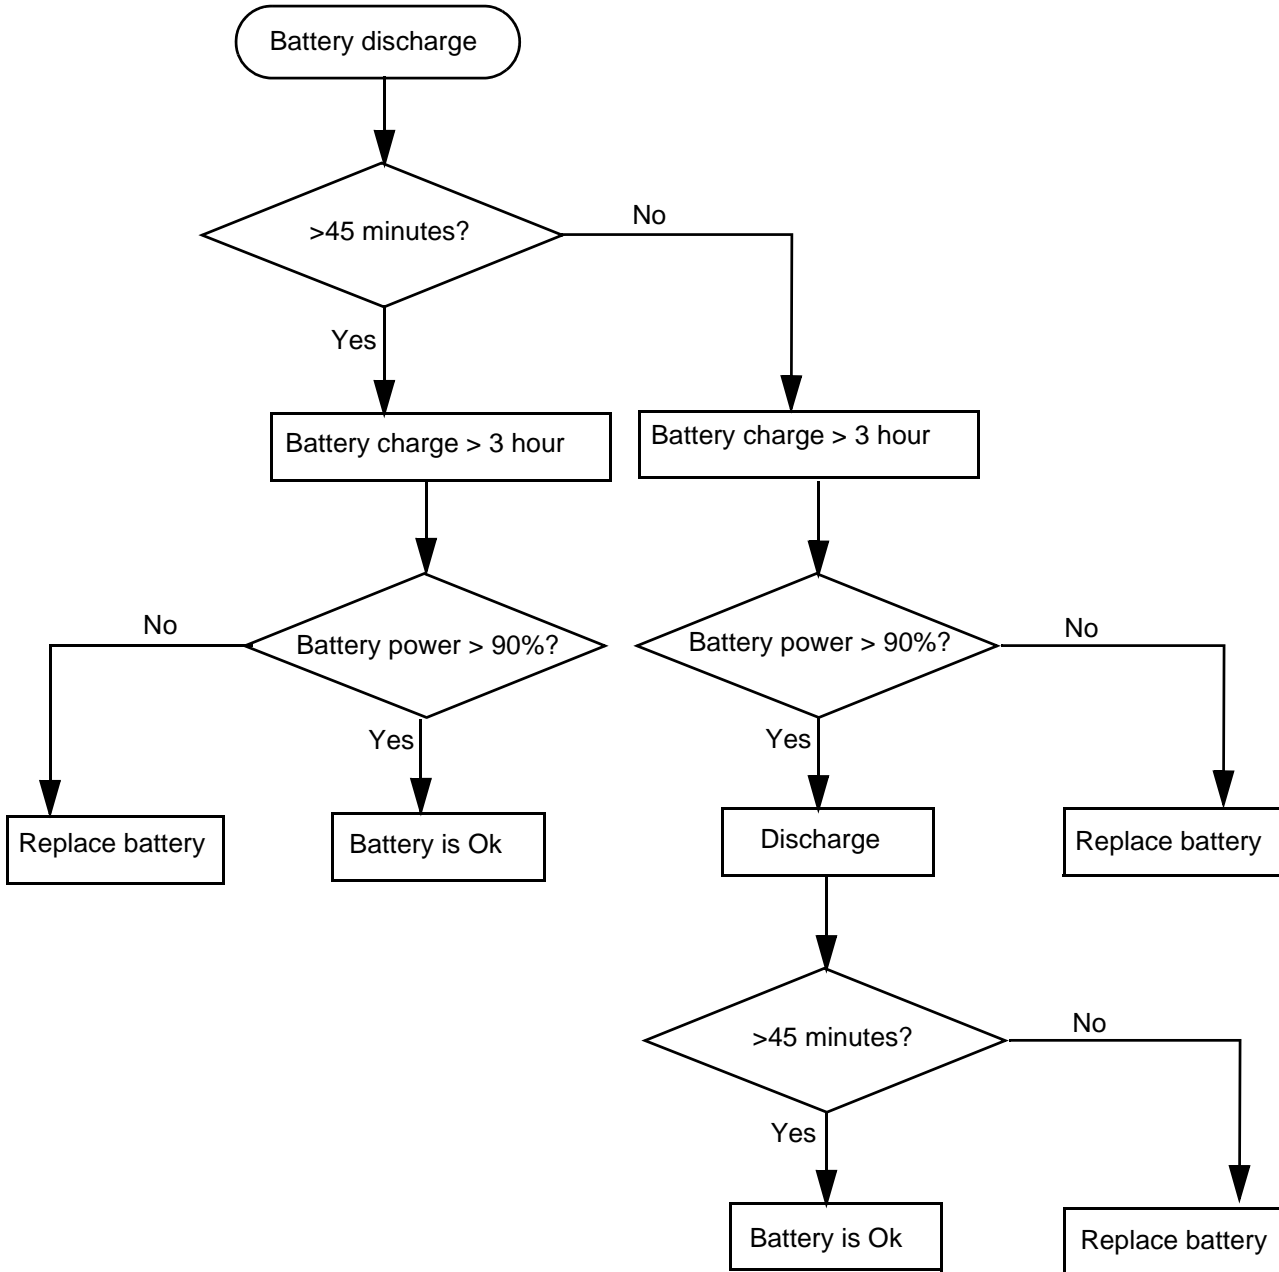 Battery discharge
>45 minutes?
No
Yes
Battery charge > 3 hour
Battery charge > 3 hour
No
Battery power > 90%?
Battery power > 90%?
No
Yes
Yes
Replace battery
Battery is Ok
Discharge
Replace battery
>45 minutes?
No
Yes
Battery is Ok
Replace battery